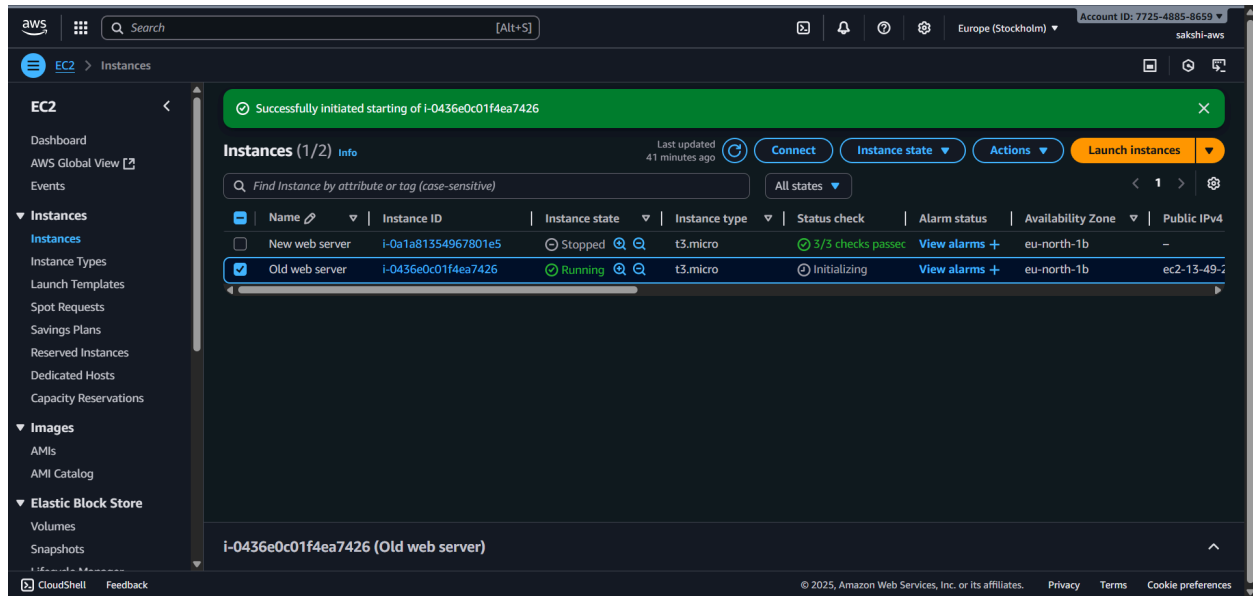 aws
Search [Alt+S]
Europe (Stockholm)
Account ID: 7725-4885-8659
sakshi-aws
EC2 > Instances
EC2
Dashboard
AWS Global View
Events
Instances
Instances
Instance Types
Launch Templates
Spot Requests
Savings Plans
Reserved Instances
Dedicated Hosts
Capacity Reservations
Images
AMIs
AMI Catalog
Elastic Block Store
Volumes
Snapshots
Successfully initiated starting of i-0436e0c01f4ea7426
Instances (1/2) Info
Last updated
41 minutes ago
Connect
Instance state
Actions
Launch instances
Find Instance by attribute or tag (case-sensitive)
All states
1
Name Instance ID Instance state Instance type Status check Alarm status Availability Zone Public IPv4
New web server i-0a1a81354967801e5 Stopped t3.micro 3/3 checks passec View alarms + eu-north-1b –
Old web server i-0436e0c01f4ea7426 Running t3.micro Initializing View alarms + eu-north-1b ec2-13-49-2
i-0436e0c01f4ea7426 (Old web server)
CloudShell Feedback
© 2025, Amazon Web Services, Inc. or its affiliates. Privacy Terms Cookie preferences